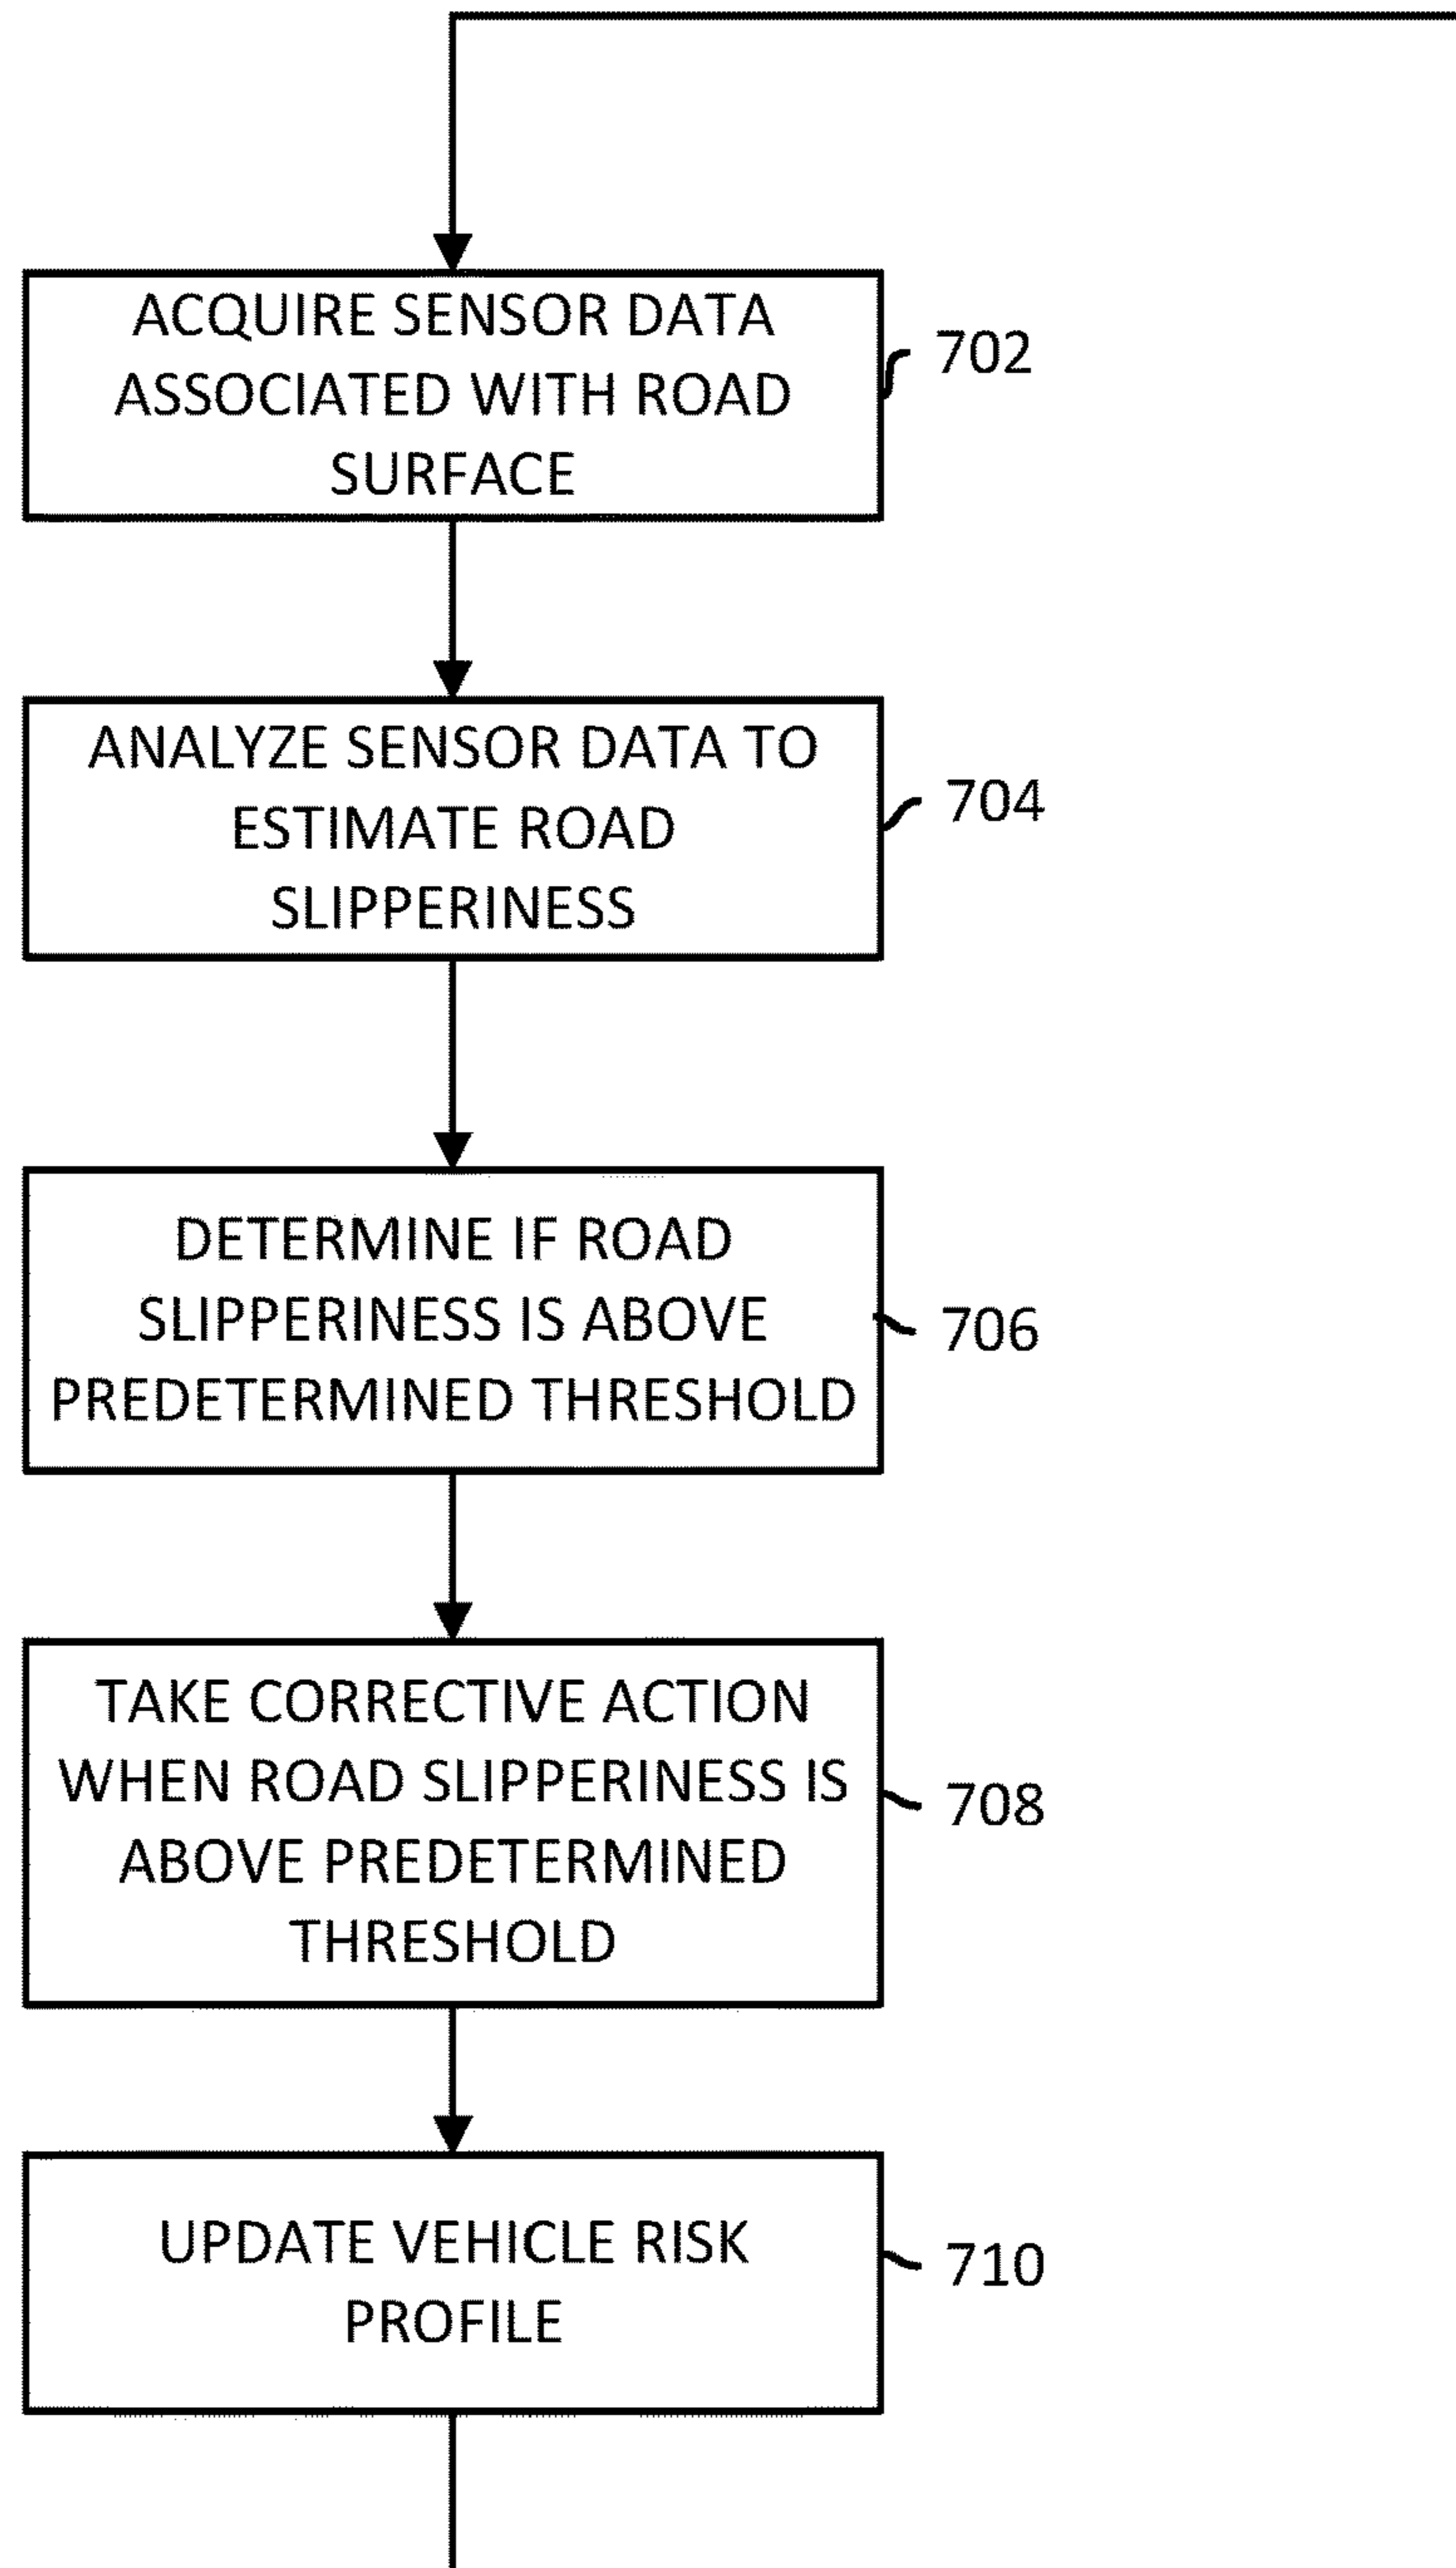 ACQUIRE SENSOR DATA
ASSOCIATED WITH ROAD
SURFACE
702
ANALYZE SENSOR DATA TO
ESTIMATE ROAD
SLIPPERINESS
704
DETERMINE IF ROAD
SLIPPERINESS IS ABOVE
PREDETERMINED THRESHOLD
706
TAKE CORRECTIVE ACTION
WHEN ROAD SLIPPERINESS IS
ABOVE PREDETERMINED
THRESHOLD
708
UPDATE VEHICLE RISK
PROFILE
710